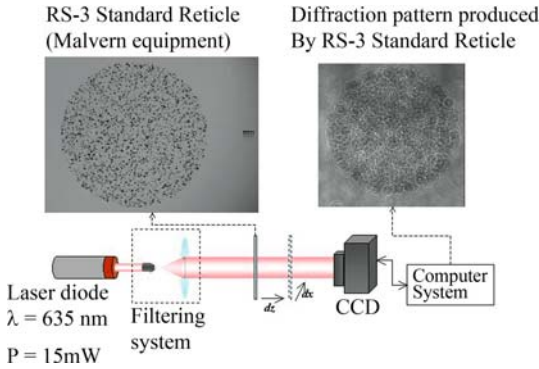 RS-3 Standard Reticle
(Malvern equipment)
Diffraction pattern produced
By RS-3 Standard Reticle
Laser diode
λ = 635 nm
P = 15mW
Filtering
system
dz
dx
CCD
Computer
System